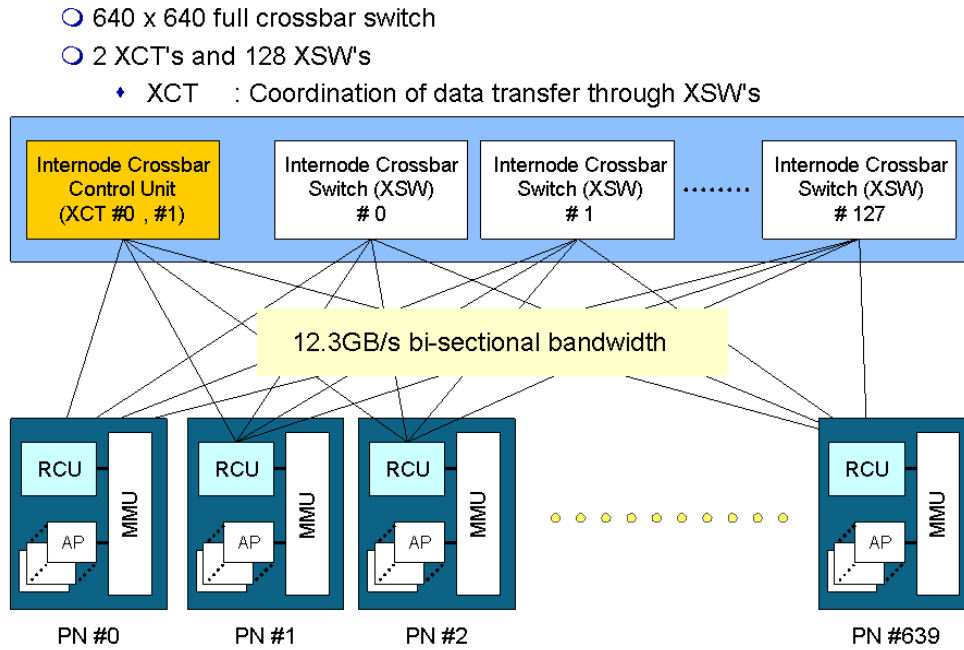 640 x 640 full crossbar switch
2 XCT's and 128 XSW's
XCT : Coordination of data transfer through XSW's
Internode Crossbar
Control Unit
(XCT #0 , #1)
Internode Crossbar
Switch (XSW)
# 0
Internode Crossbar
Switch (XSW)
# 1
Internode Crossbar
Switch (XSW)
# 127
12.3GB/s bi-sectional bandwidth
RCU
MMU
AP
RCU
MMU
AP
RCU
MMU
AP
RCU
MMU
AP
PN #0
PN #1
PN #2
PN #639